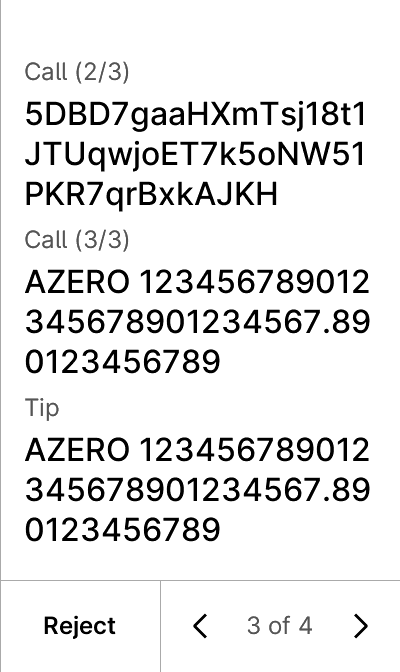 Call (2/3)
5DBD7gaaHXmTsj18t1
JTUqwjoET7k5oNW51
PKR7qrBxkAJKH
Call (3/3)
AZERO 123456789012
345678901234567.89
0123456789
Tip
AZERO 123456789012
345678901234567.89
0123456789
Reject
3 of 4